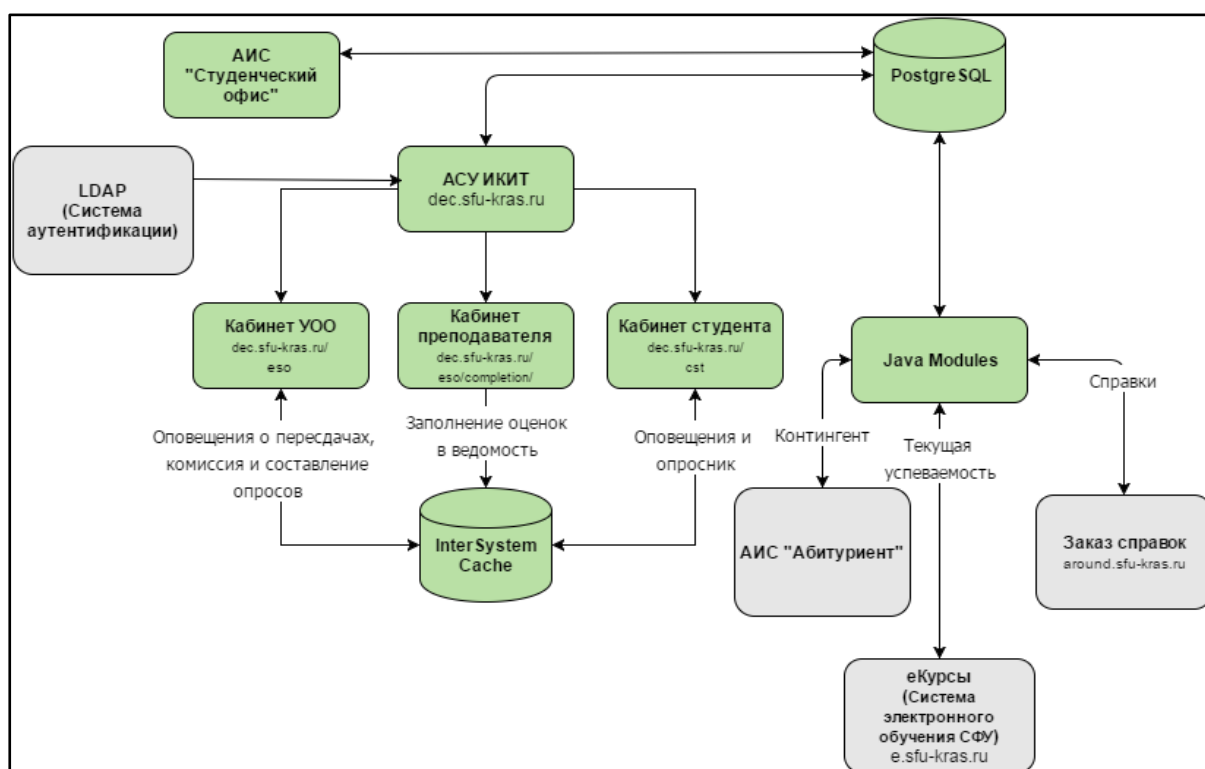 АИС
"Студенческий
офис"
PostgreSQL
LDAP
(Система
аутентификации)
АСУ ИКИТ
dec.sfu-kras.ru
Кабинет УОО
dec.sfu-kras.ru/
eso
Кабинет
преподавателя
dec.sfu-kras.ru/
eso/completion/
Кабинет студента
dec.sfu-kras.ru/
cst
Java Modules
Справки
Оповещения о пересдачах,
комиссия и составление
опросов
Заполнение оценок
в ведомость
Оповещения и
опросник
Контингент
Текущая
успеваемость
InterSystem
Cache
АИС "Абитуриент"
Заказ справок
around.sfu-kras.ru
еКурсы
(Система
электронного
обучения СФУ)
e.sfu-kras.ru